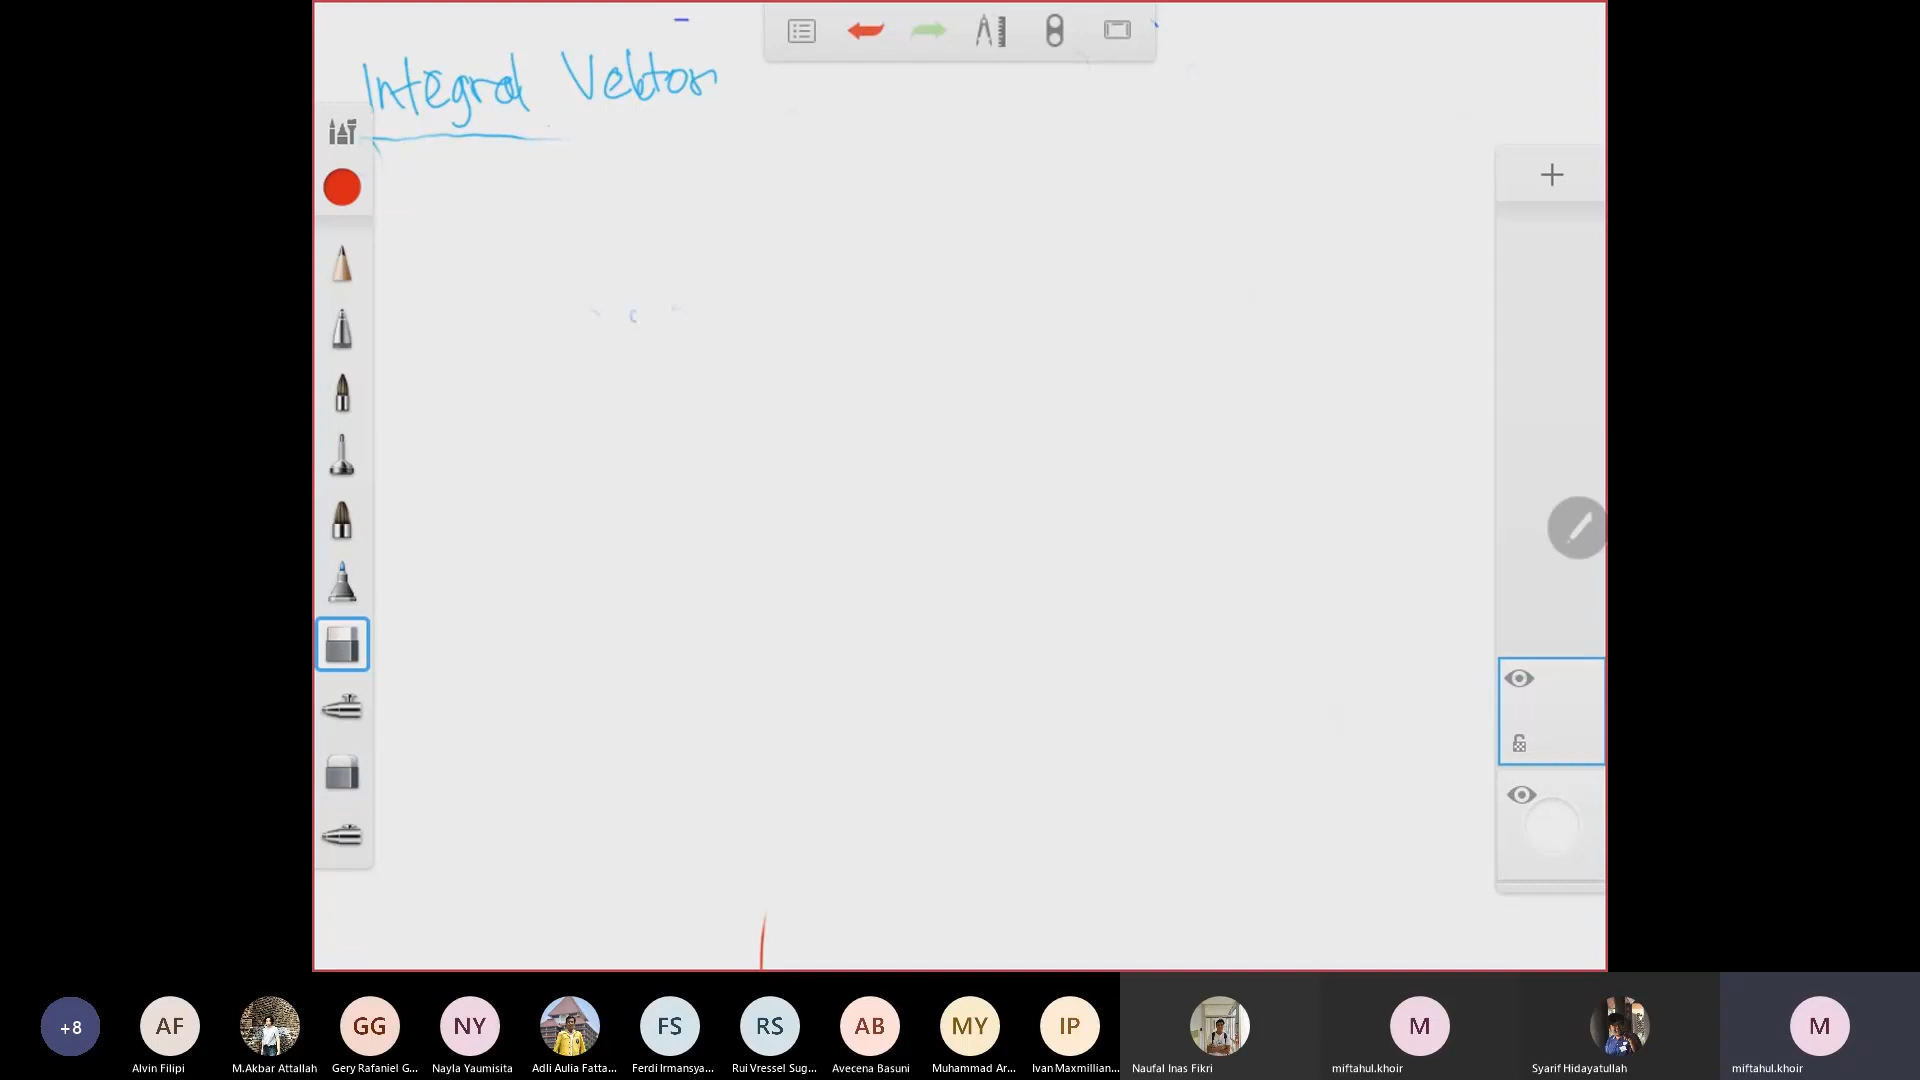 Integral Vektor
+8
AF
GG
NY
FS
RS
AB
MY
IP
M
M
Alvin Filipi
M.Akbar Attallah
Gery Rafaniel G...
Nayla Yaumisita
Adli Aulia Fatta...
Ferdi Irmansya...
Rui Vressel Sug...
Avecena Basuni
Muhammad Ar...
Ivan Maxmillian...
Naufal Inas Fikri
miftahul.khoir
Syarif Hidayatullah
miftahul.khoir